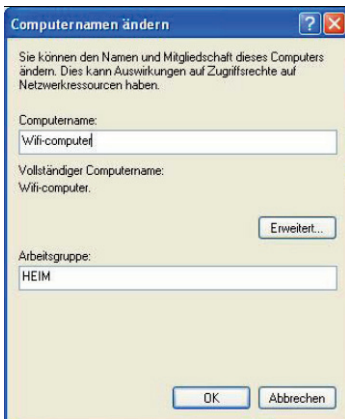 Computernamen ändern
Sie können den Namen und Mitgliedschaft dieses Computers
ändern. Dies kann Auswirkungen auf Zugriffsrechte auf
Netzwerkressourcen haben.
Computername:
Wifi-computer
Vollständiger Computername:
Wifi-computer.
Erweitert...
Arbeitsgruppe:
HEIM
OK Abbrechen